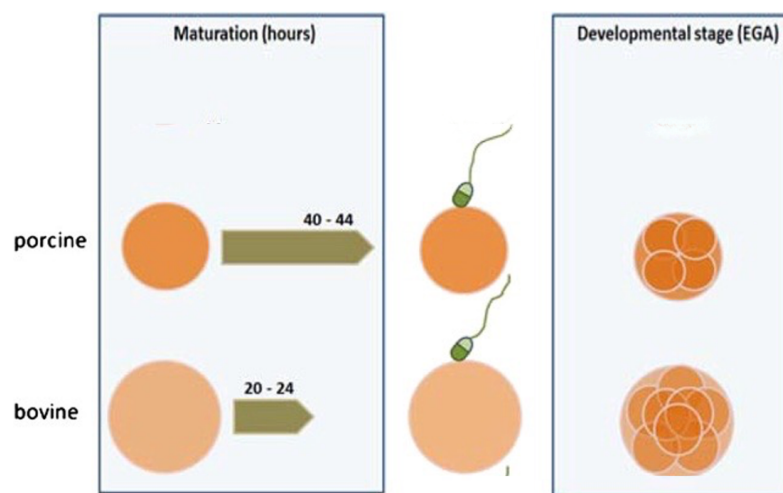 Maturation (hours)
Developmental stage (EGA)
porcine
40 - 44
bovine
20 - 24